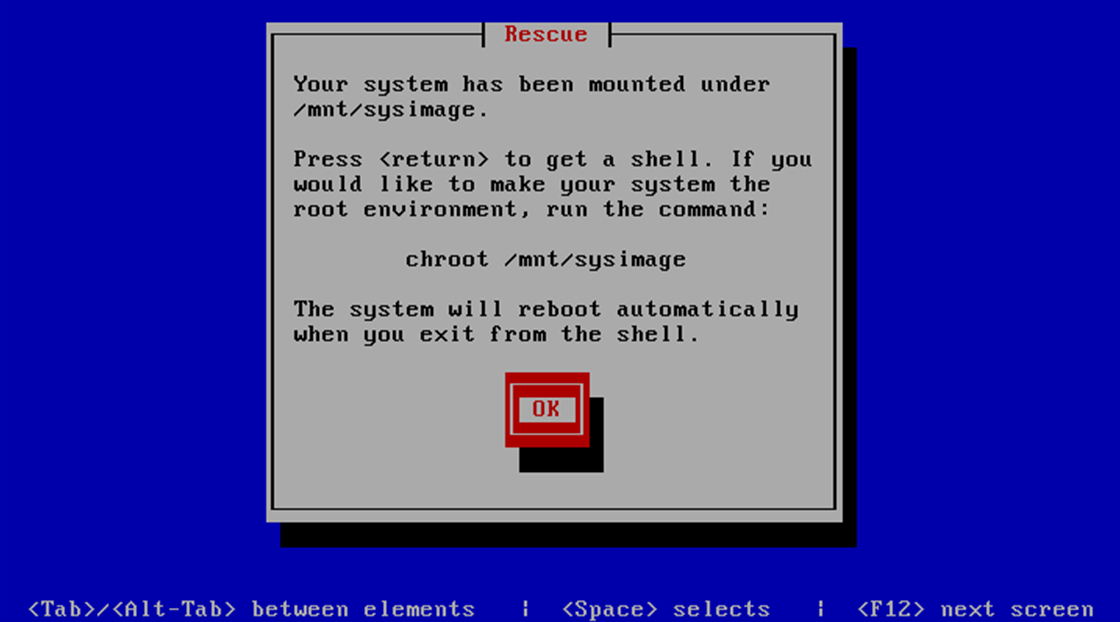 Rescue
Your system has been mounted under
/mnt/sysimage.
Press <return> to get a shell. If you
would like to make your system the
root environment, run the command:
chroot /mnt/sysimage
The system will reboot automatically
when you exit from the shell.
OK
<Tab>/<Alt-Tab> between elements | <Space> selects | <F12> next screen